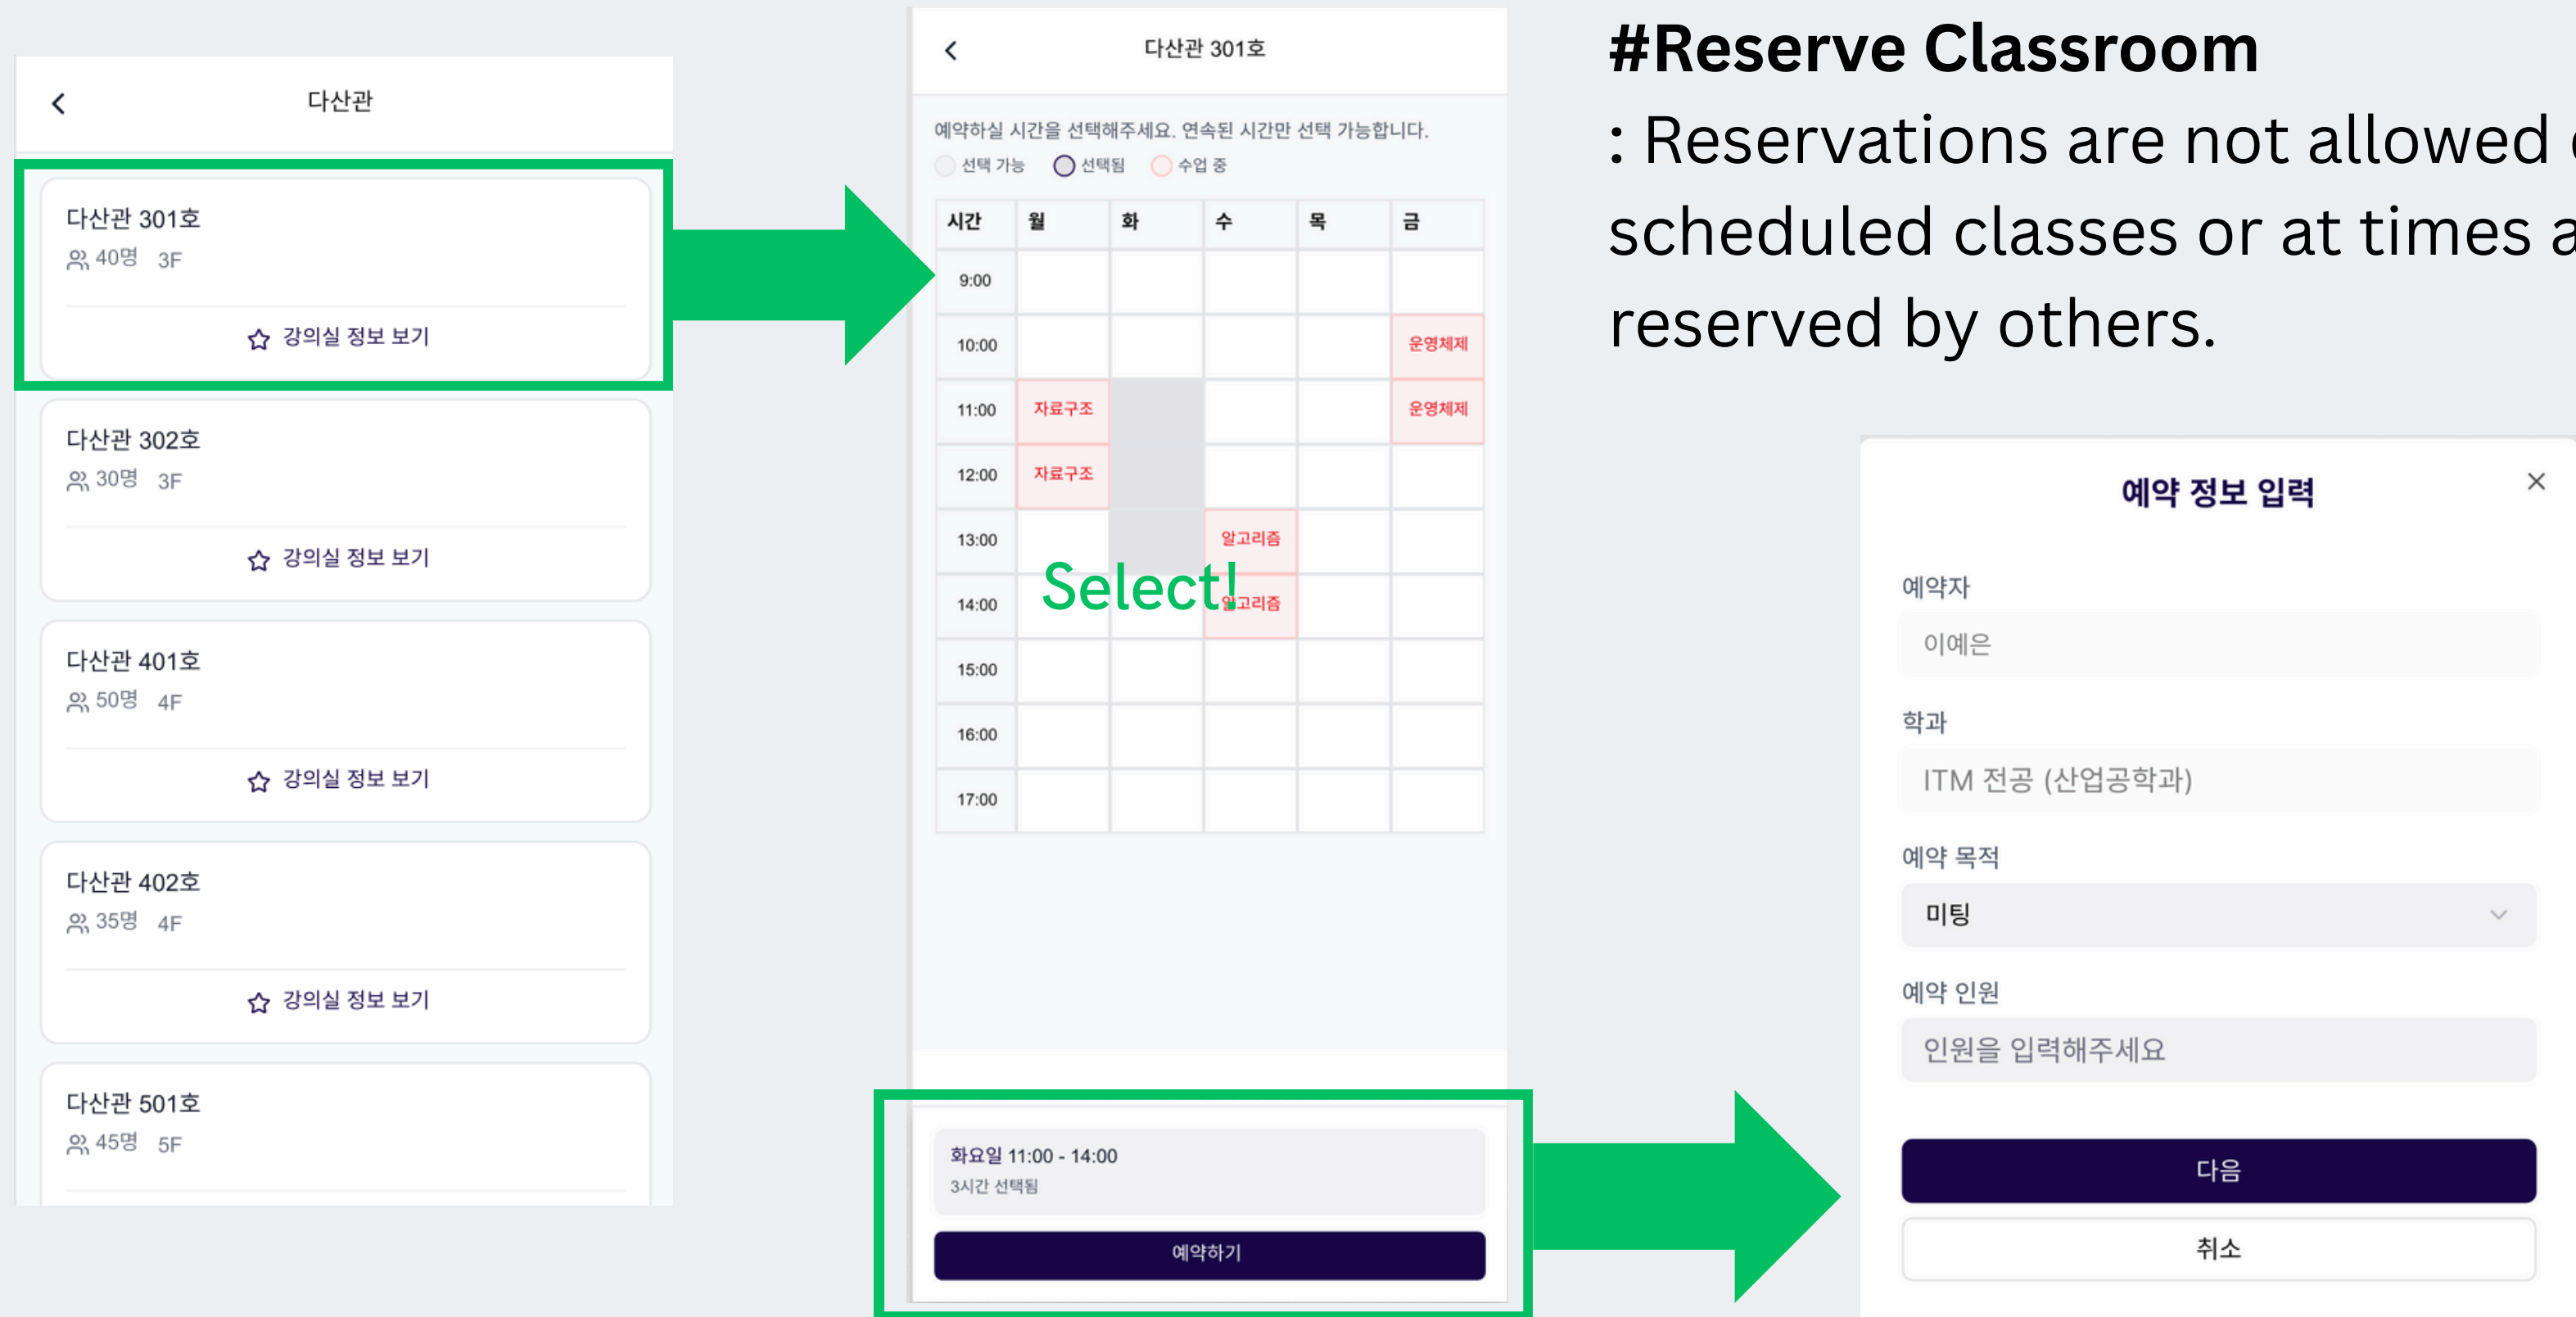 다산관
다산관 301호
40명 3F
강의실 정보 보기
다산관 302호
30명 3F
강의실 정보 보기
다산관 401호
50명 4F
강의실 정보 보기
다산관 402호
35명 4F
강의실 정보 보기
다산관 501호
45명 5F
다산관 301호
예약하실 시간을 선택해주세요. 연속된 시간만 선택 가능합니다.
선택 가능 선택됨 수업 중
시간 월 화 수 목 금
9:00
10:00 운영체제
11:00 자료구조 운영체제
12:00 자료구조
13:00 알고리즘
Select!
14:00 알고리즘
15:00
16:00
17:00
화요일 11:00 - 14:00
3시간 선택됨
예약하기
#Reserve Classroom
: Reservations are not allowed
scheduled classes or at times
reserved by others.
예약 정보 입력
예약자
이예은
학과
ITM 전공 (산업공학과)
예약 목적
미팅
예약 인원
인원을 입력해주세요
다음
취소